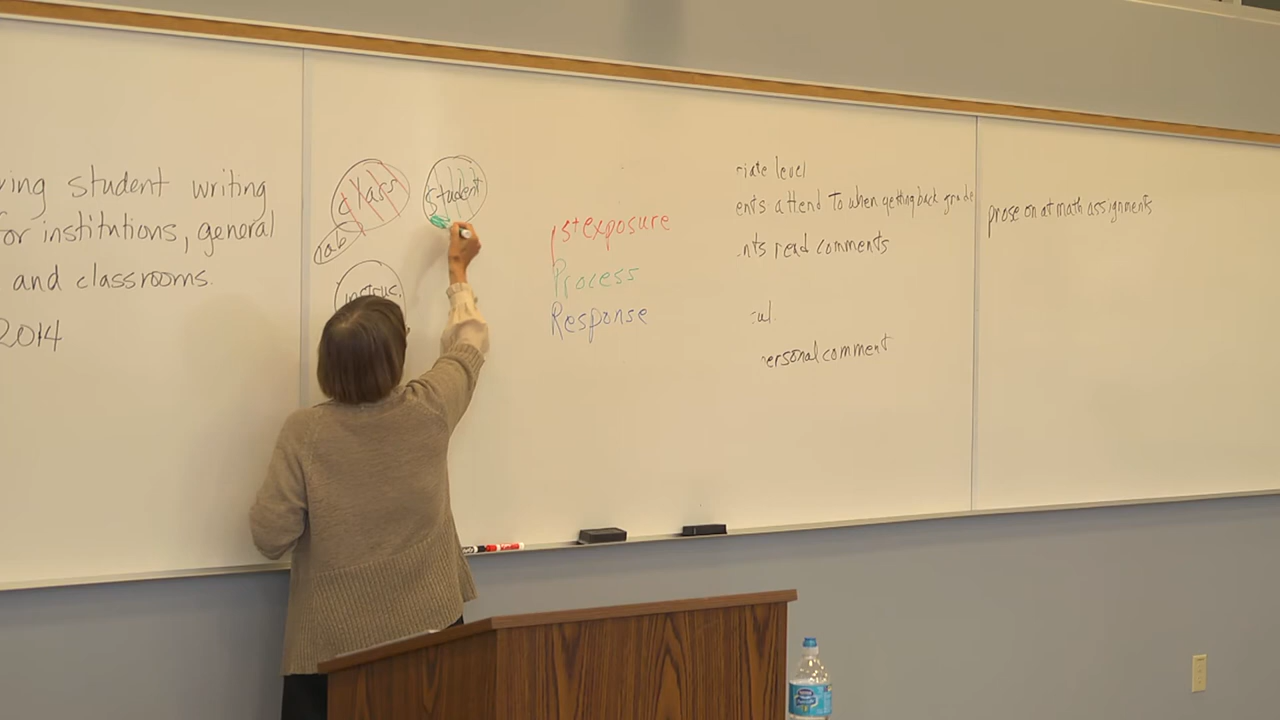 ving student writing
for institutions, general
and classrooms.
2014
class
lab
student
instruc.
1st exposure
Process
Response
riate level
ents attend To when getting back grade
nts read comments
ersonal comment
prose on at math assignments